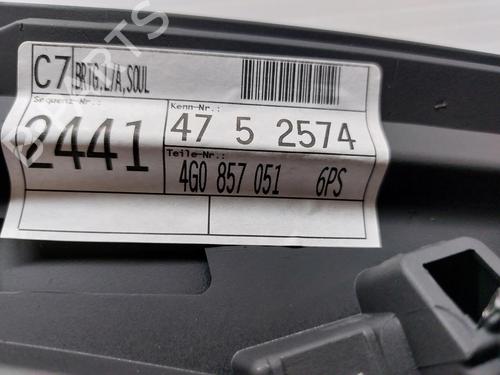 C7 BRTG,L/A,SOUL
Sequenz-Nr.: Kenn-Nr.:
2441 47 5 2574
Teile-Nr.:
4G0 857 051 6PS